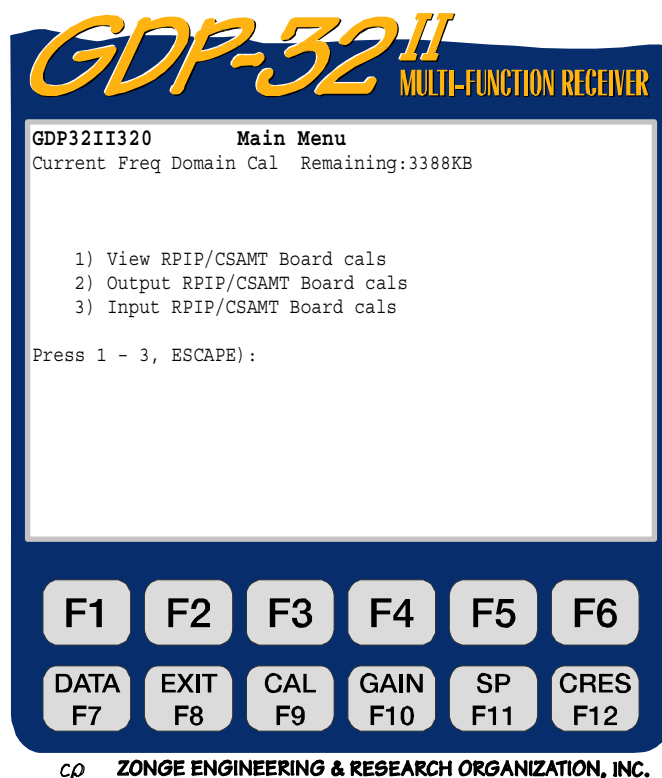 GDP-32 II
MULTI-FUNCTION RECEIVER
GDP32II320 Main Menu
Current Freq Domain Cal Remaining:3388KB
1) View RPIP/CSAMT Board cals
2) Output RPIP/CSAMT Board cals
3) Input RPIP/CSAMT Board cals
Press 1 – 3, ESCAPE):
F1 F2 F3 F4 F5 F6
DATA EXIT CAL GAIN SP CRES
F7 F8 F9 F10 F11 F12
ZONGE ENGINEERING & RESEARCH ORGANIZATION, INC.